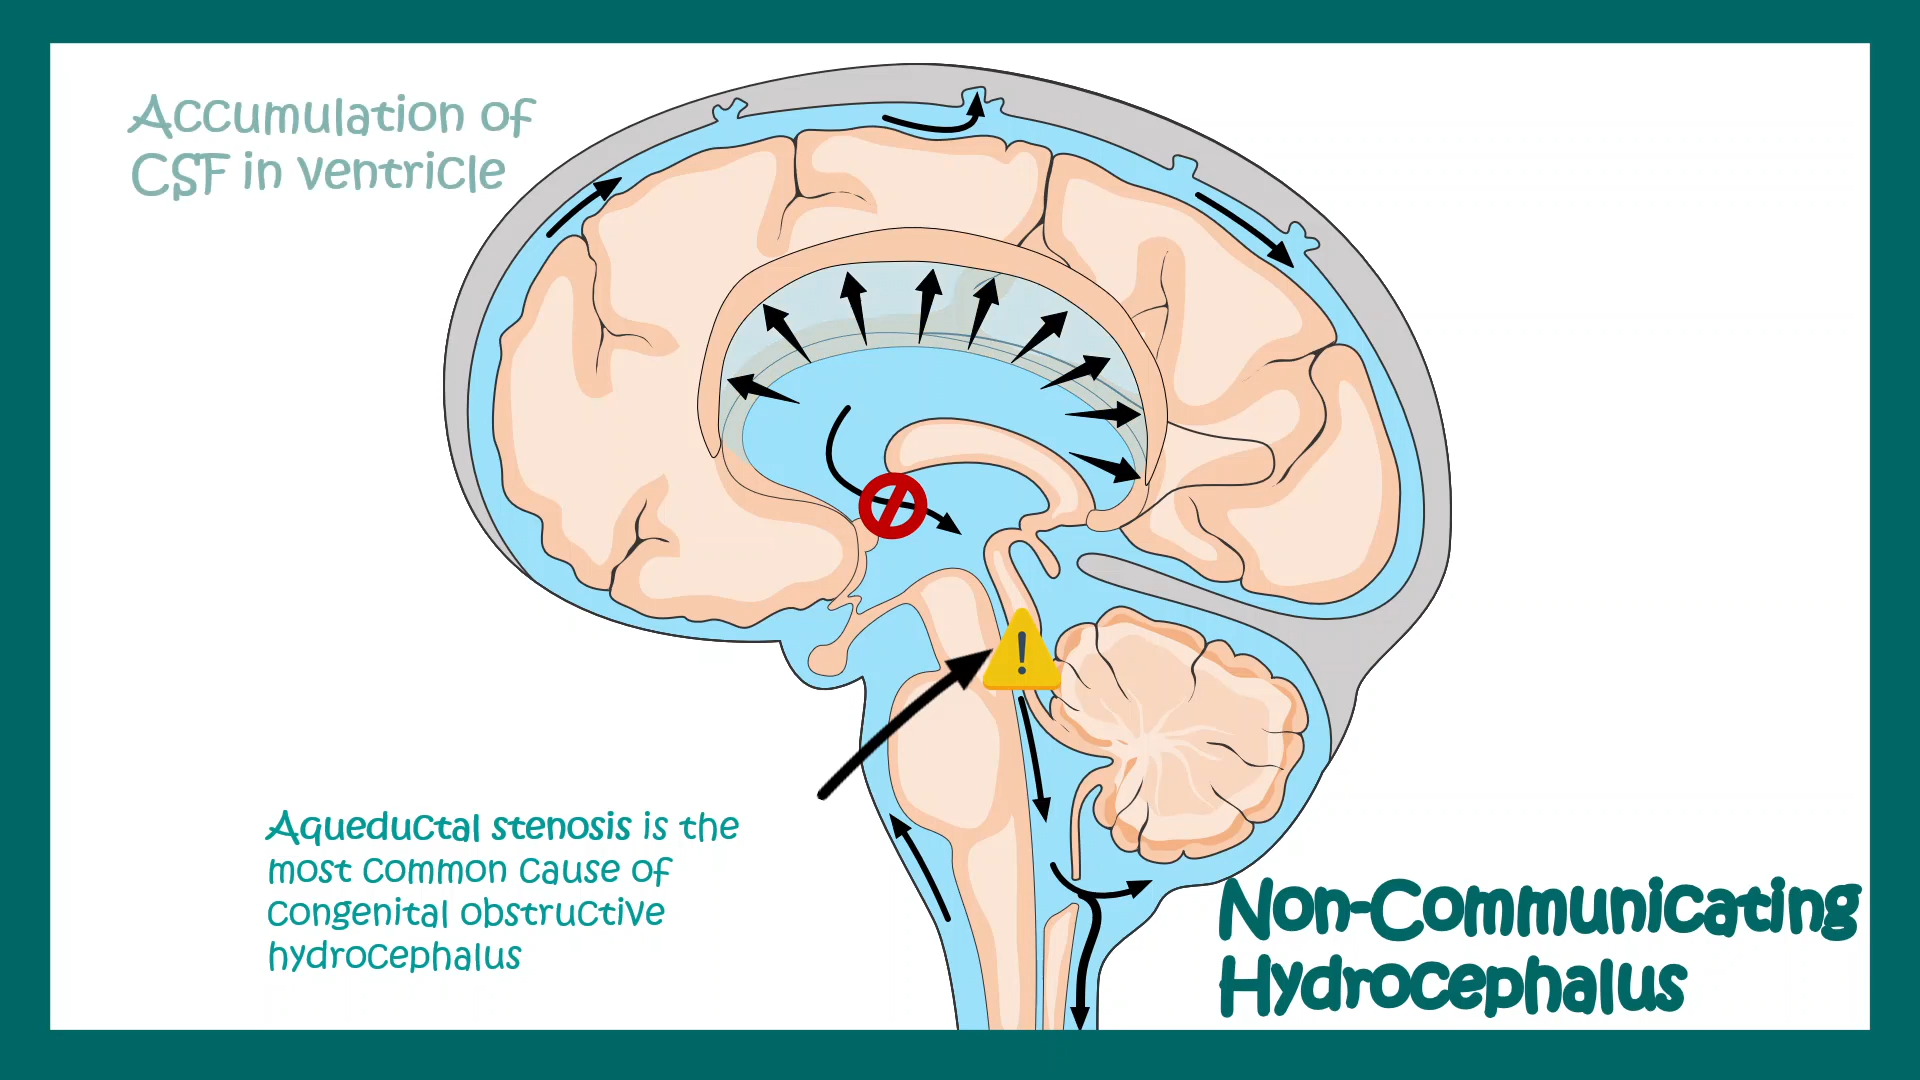 Accumulation of
CSF in ventricle
Aqueductal stenosis is the
most common cause of
congenital obstructive
hydrocephalus
Non-Communicating
Hydrocephalus